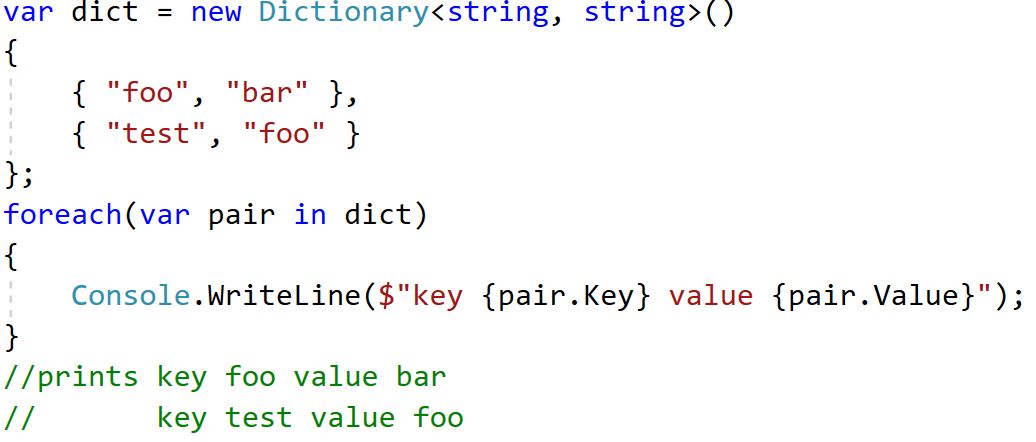 var dict = new Dictionary<string, string>()
{
    { "foo", "bar" },
    { "test", "foo" }
};
foreach(var pair in dict)
{
    Console.WriteLine($"key {pair.Key} value {pair.Value}");
}
//prints key foo value bar
//       key test value foo